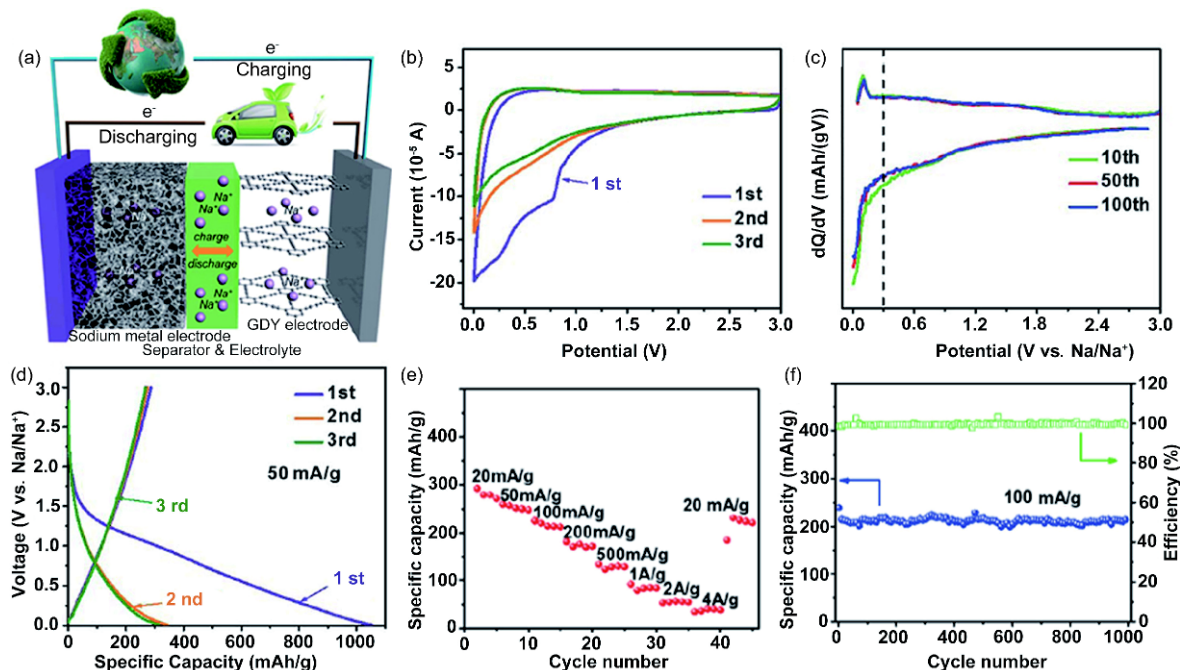 (a)
e-
Charging
e-
Discharging
Na+
Na+
charge
discharge
Na+
Na+
Na+
GDY electrode
Sodium metal electrode
Separator & Electrolyte
(b)
5
0
-5
-10
-15
-20
Current (10-5 A)
1 st
1st
2nd
3rd
0.0
0.5
1.0
1.5
2.0
2.5
3.0
Potential (V)
(c)
dQ/dV (mAh/(gV)
10th
50th
100th
0.0
0.6
1.2
1.8
2.4
3.0
Potential (V vs. Na/Na+)
(d)
3.0
2.5
2.0
1.5
1.0
0.5
0.0
Voltage (V vs. Na/Na+)
1st
2nd
3rd
50 mA/g
3 rd
1 st
2 nd
0
200
400
600
800
1000
Specific Capacity (mAh/g)
(e)
400
300
200
100
0
Specific capacity (mAh/g)
20mA/g
50mA/g
100mA/g
200mA/g
500mA/g
1A/g
2A/g
4A/g
20 mA/g
0
10
20
30
40
Cycle number
(f)
400
300
200
100
0
Specific capacity (mAh/g)
100 mA/g
120
100
80
60
40
20
0
Efficiency (%)
0
200
400
600
800
1000
Cycle number